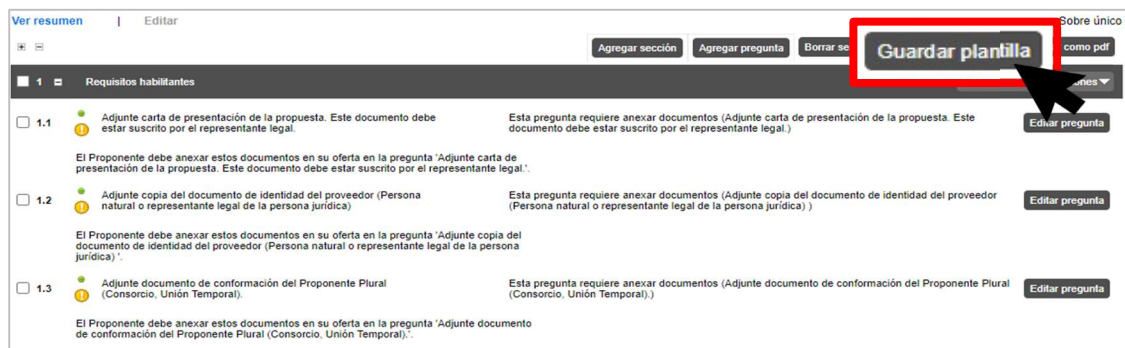 Ver resumen | Editar Sobre único
Agregar sección Agregar pregunta Borrar se Guardar plantilla como pdf
1 Requisitos habilitantes
1.1 Adjunte carta de presentación de la propuesta. Este documento debe estar suscrito por el representante legal.
Esta pregunta requiere anexar documentos (Adjunte carta de presentación de la propuesta. Este documento debe estar suscrito por el representante legal.)
Editar pregunta
El Proponente debe anexar estos documentos en su oferta en la pregunta 'Adjunte carta de
presentación de la propuesta. Este documento debe estar suscrito por el representante legal.'.
1.2 Adjunte copia del documento de identidad del proveedor (Persona
natural o representante legal de la persona jurídica)
Esta pregunta requiere anexar documentos (Adjunte copia del documento de identidad del proveedor
(Persona natural o representante legal de la persona jurídica) )
Editar pregunta
El Proponente debe anexar estos documentos en su oferta en la pregunta 'Adjunte copia del
documento de identidad del proveedor (Persona natural o representante legal de la persona
jurídica) '.
1.3 Adjunte documento de conformación del Proponente Plural
(Consorcio, Unión Temporal).
Esta pregunta requiere anexar documentos (Adjunte documento de conformación del Proponente Plural
(Consorcio, Unión Temporal).)
Editar pregunta
El Proponente debe anexar estos documentos en su oferta en la pregunta 'Adjunte documento
de conformación del Proponente Plural (Consorcio, Unión Temporal).'.